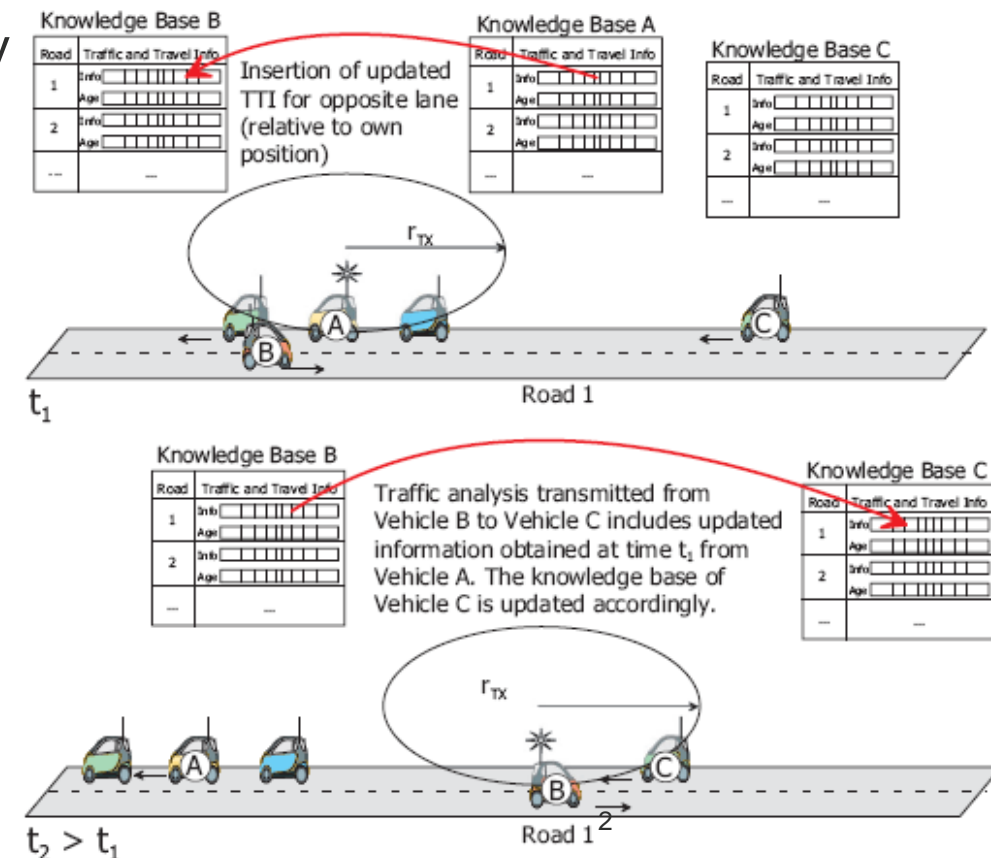 y
Knowledge Base B
Road Traffic and Travel Info
1
Info
Age
2
Info
Age
...
...
Insertion of updated
TTI for opposite lane
(relative to own
position)
Knowledge Base A
Road Traffic and Travel Info
1
Info
Age
2
Info
Age
...
...
Knowledge Base C
Road Traffic and Travel Info
1
Info
Age
2
Info
Age
...
...
rTX
A
B
C
Road 1
t1
Knowledge Base B
Road Traffic and Travel Info
1
Info
Age
2
Info
Age
...
...
Traffic analysis transmitted from
Vehicle B to Vehicle C includes updated
information obtained at time t1 from
Vehicle A. The knowledge base of
Vehicle C is updated accordingly.
Knowledge Base C
Road Traffic and Travel Info
1
Info
Age
2
Info
Age
...
...
rTX
A
B
C
2
Road 1
t2 > t1